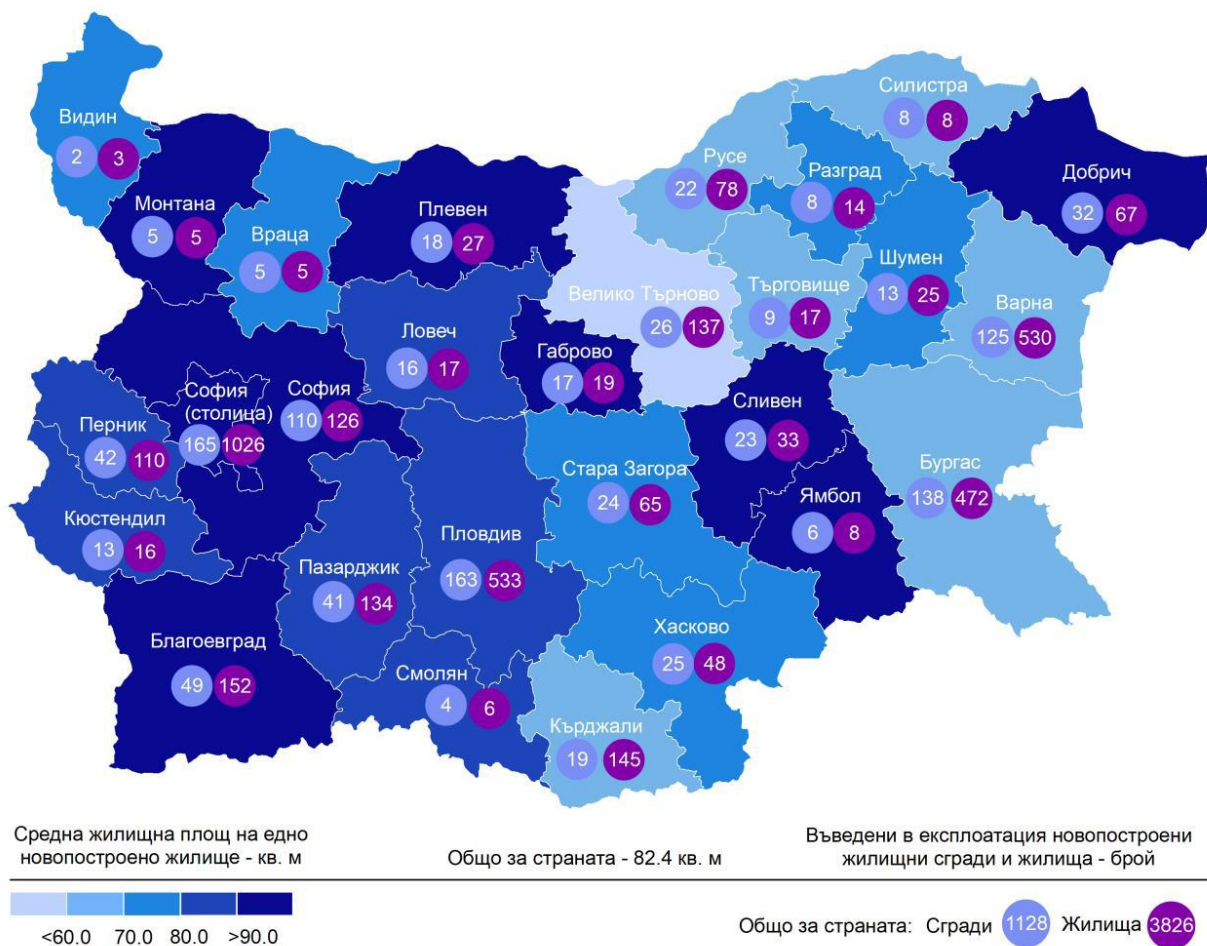 Силистра
8 8
Видин
2 3
Русе
22 78
Разград
8 14
Добрич
32 67
Монтана
5 5
Плевен
18 27
Враца
5 5
Шумен
13 25
Велико Търново
26 137
Търговище
9 17
Варна
125 530
Ловеч
16 17
Габрово
17 19
София
(столица)
165 1026
София
110 126
Перник
42 110
Сливен
23 33
Стара Загора
24 65
Бургас
138 472
Ямбол
6 8
Кюстендил
13 16
Пловдив
163 533
Пазарджик
41 134
Благоевград
49 152
Хасково
25 48
Смолян
4 6
Кърджали
19 145
Средна жилищна площ на едно
новопостроено жилище - кв. м
Общо за страната - 82.4 кв. м
Въведени в експлоатация новопостроени
жилищни сгради и жилища - брой
<60.0 70.0 80.0 >90.0
Общо за страната: Сгради 1128 Жилища 3826